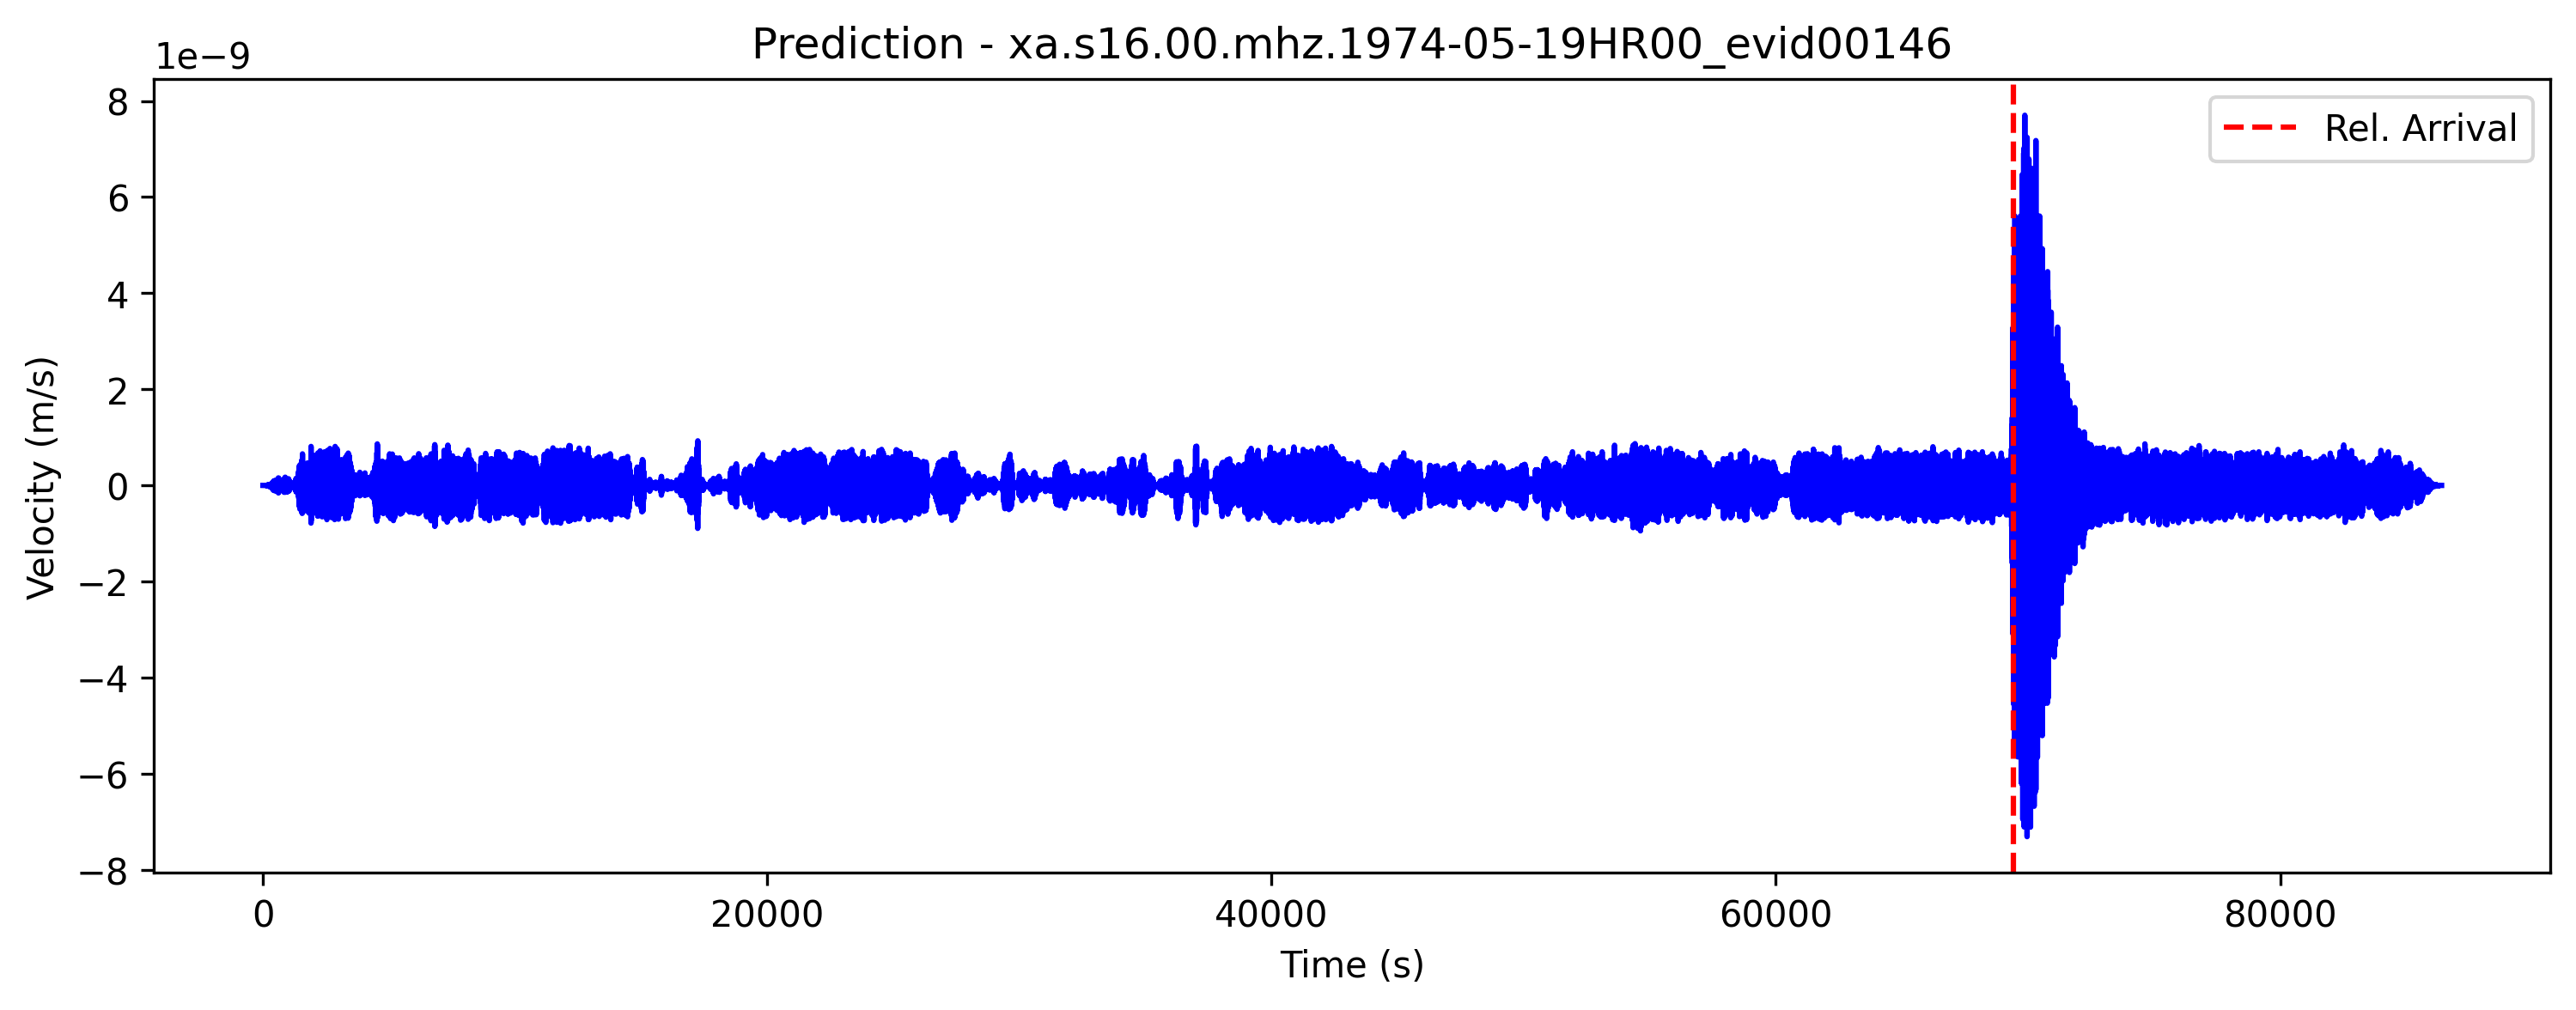 Prediction - xa.s16.00.mhz.1974-05-19HR00_evid00146
1e−9
Rel. Arrival
8
6
4
2
0
−2
−4
−6
−8
Velocity (m/s)
0 20000 40000 60000 80000
Time (s)